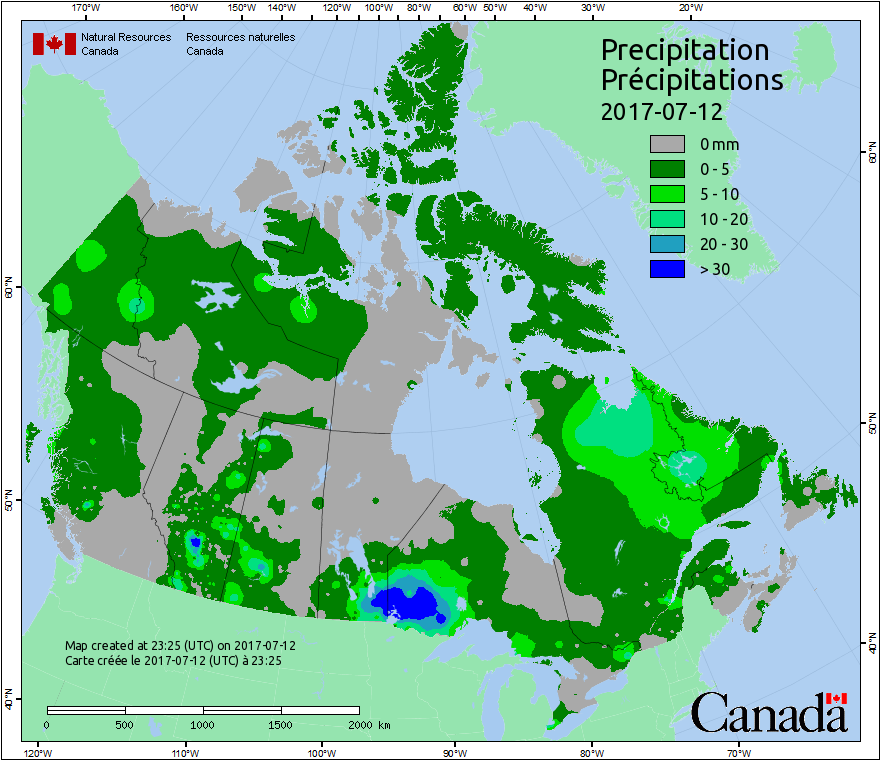 170°W 160°W 150°W 140°W 130°W 120°W 110°W 100°W 90°W 80°W 60°W 50°W 40°W 30°W 20°W
Natural Resources Ressources naturelles
Canada Canada
Precipitation
Précipitations
2017-07-12
0 mm
0 - 5
5 - 10
10 - 20
20 - 30
> 30
60°N
50°N
40°N
60°N
50°N
40°N
Map created at 23:25 (UTC) on 2017-07-12
Carte créée le 2017-07-12 (UTC) à 23:25
0 500 1000 1500 2000 km
Canada
120°W 110°W 100°W 90°W 80°W 70°W